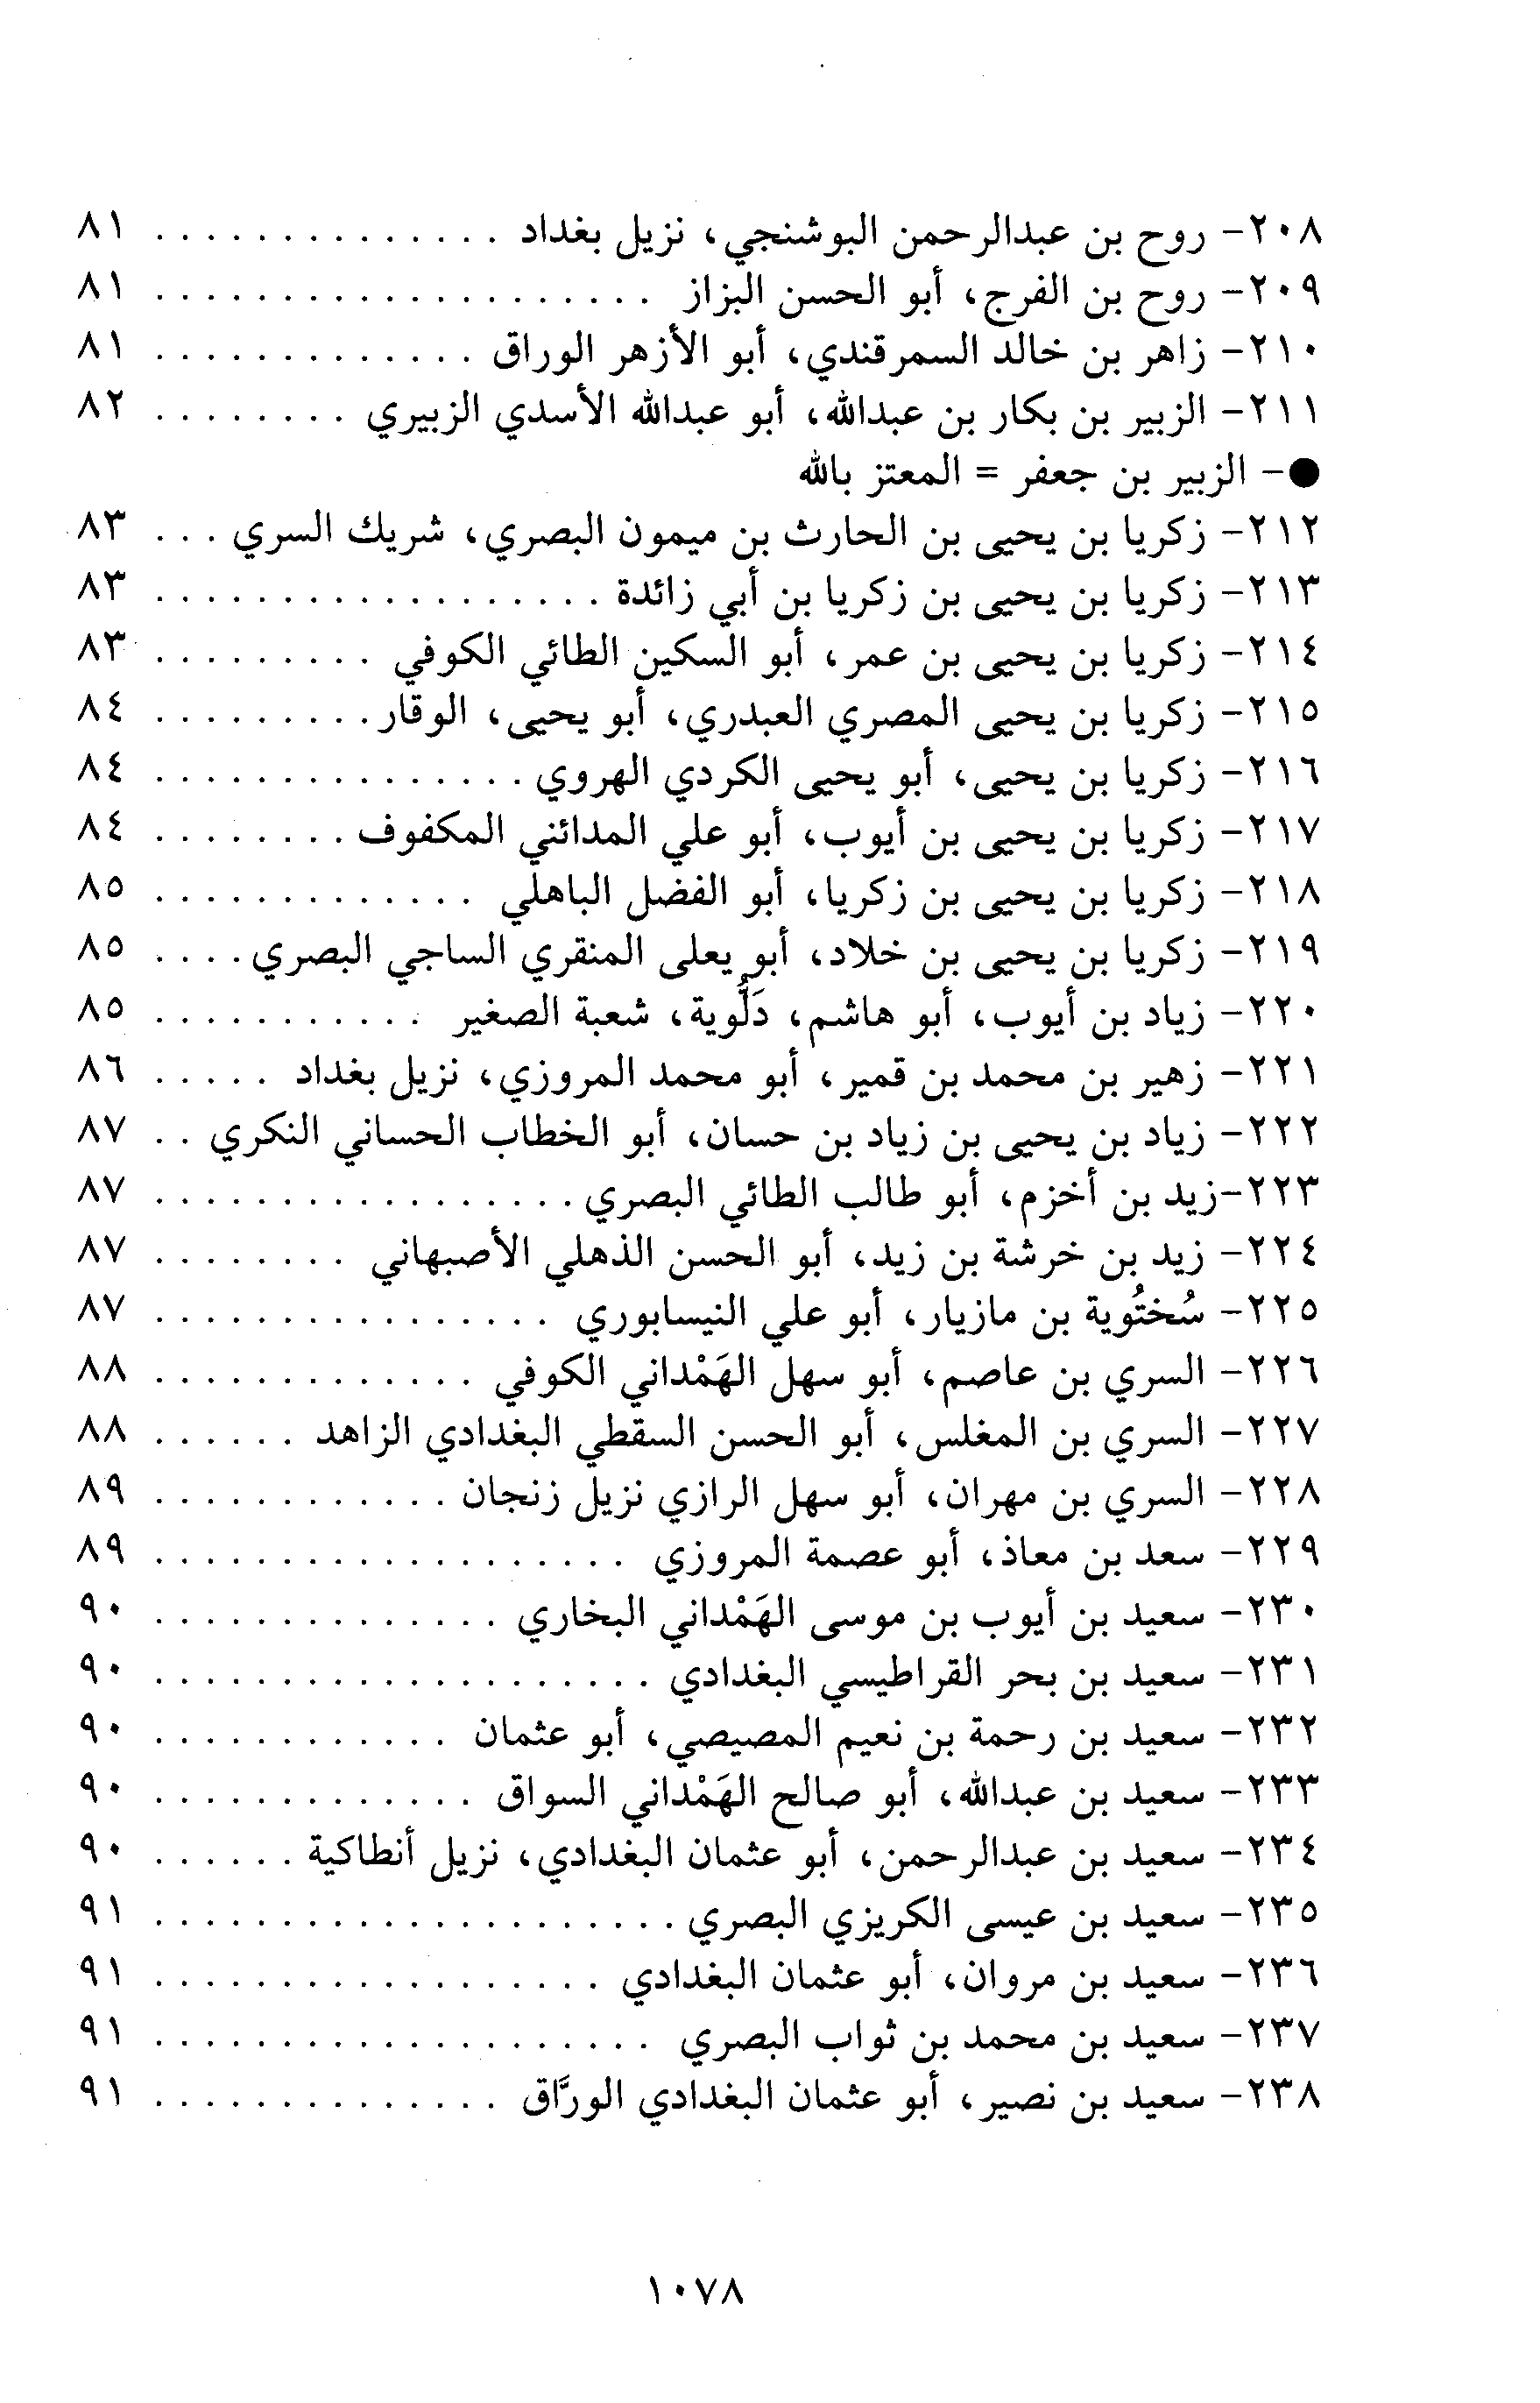 ٢٠٨- روح بن عبدالرحمن البوشنجي، نزيل بغداد . . . . . . . . . . . . . . ٨١
٢٠٩- روح بن الفرج، أبو الحسن البزاز . . . . . . . . . . . . . . . . . . . . ٨١
٢١٠- زاهر بن خالد السمرقندي، أبو الأزهر الوراق . . . . . . . . . . . . . ٨١
٢١١- الزبير بن بكار بن عبدالله، أبو عبدالله الأسدي الزبيري . . . . . . . . ٨٢
●- الزبير بن جعفر = المعتز بالله
٢١٢- زكريا بن يحيى بن الحارث بن ميمون البصري، شريك السري . . . ٨٣
٢١٣- زكريا بن يحيى بن زكريا بن أبي زائدة . . . . . . . . . . . . . . . . . . ٨٣
٢١٤- زكريا بن يحيى بن عمر، أبو السكين الطائي الكوفي . . . . . . . . . ٨٣
٢١٥- زكريا بن يحيى المصري العبدري، أبو يحيى، الوقار . . . . . . . . . ٨٤
٢١٦- زكريا بن يحيى، أبو يحيى الكردي الهروي . . . . . . . . . . . . . . . ٨٤
٢١٧- زكريا بن يحيى بن أيوب، أبو علي المدائني المكفوف . . . . . . . . ٨٤
٢١٨- زكريا بن يحيى بن زكريا، أبو الفضل الباهلي . . . . . . . . . . . . . ٨٥
٢١٩- زكريا بن يحيى بن خلاد، أبو يعلى المنقري الساجي البصري . . . . ٨٥
٢٢٠- زياد بن أيوب، أبو هاشم، دَلُّوية، شعبة الصغير . . . . . . . . . . . ٨٥
٢٢١- زهير بن محمد بن قمير، أبو محمد المروزي، نزيل بغداد . . . . . ٨٦
٢٢٢- زياد بن يحيى بن زياد بن حسان، أبو الخطاب الحساني النكري . . ٨٧
٢٢٣-زيد بن أخزم، أبو طالب الطائي البصري . . . . . . . . . . . . . . . . . ٨٧
٢٢٤- زيد بن خرشة بن زيد، أبو الحسن الذهلي الأصبهاني . . . . . . . . ٨٧
٢٢٥- سُختُوية بن مازيار، أبو علي النيسابوري . . . . . . . . . . . . . . . . ٨٧
٢٢٦- السري بن عاصم، أبو سهل الهَمْداني الكوفي . . . . . . . . . . . . . ٨٨
٢٢٧- السري بن المغلس، أبو الحسن السقطي البغدادي الزاهد . . . . . . ٨٨
٢٢٨- السري بن مهران، أبو سهل الرازي نزيل زنجان . . . . . . . . . . . . ٨٩
٢٢٩- سعد بن معاذ، أبو عصمة المروزي . . . . . . . . . . . . . . . . . . . ٨٩
٢٣٠- سعيد بن أيوب بن موسى الهَمْداني البخاري . . . . . . . . . . . . . . ٩٠
٢٣١- سعيد بن بحر القراطيسي البغدادي . . . . . . . . . . . . . . . . . . . . ٩٠
٢٣٢- سعيد بن رحمة بن نعيم المصيصي، أبو عثمان . . . . . . . . . . . . ٩٠
٢٣٣- سعيد بن عبدالله، أبو صالح الهَمْداني السواق . . . . . . . . . . . . . ٩٠
٢٣٤- سعيد بن عبدالرحمن، أبو عثمان البغدادي، نزيل أنطاكية . . . . . . ٩٠
٢٣٥- سعيد بن عيسى الكريزي البصري . . . . . . . . . . . . . . . . . . . . . ٩١
٢٣٦- سعيد بن مروان، أبو عثمان البغدادي . . . . . . . . . . . . . . . . . . ٩١
٢٣٧- سعيد بن محمد بن ثواب البصري . . . . . . . . . . . . . . . . . . . . ٩١
٢٣٨- سعيد بن نصير، أبو عثمان البغدادي الورَّاق . . . . . . . . . . . . . . ٩١
١٠٧٨